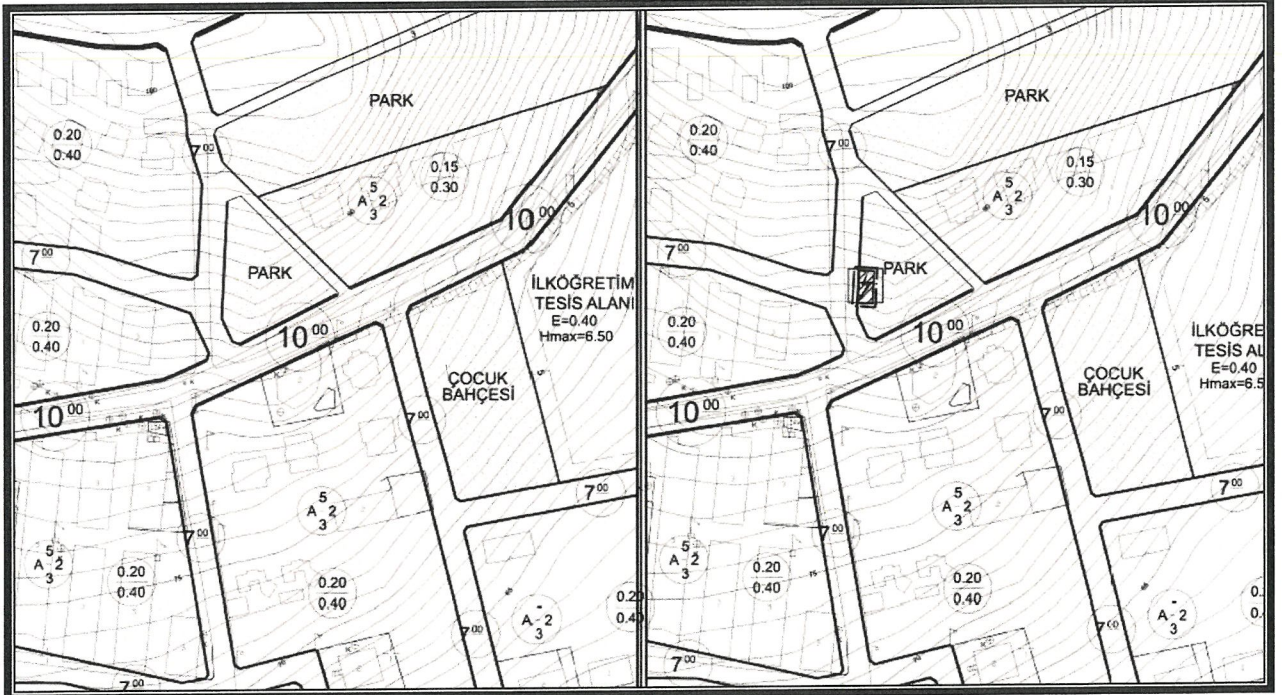 PARK
0.20
0.40
7.00
0.15
0.30
5
A 2
3
10.00
7.00
PARK
İLKÖĞRETİM
TESİS ALANI
E=0.40
Hmax=6.50
0.20
0.40
10.00
ÇOCUK
BAHÇESİ
10.00
7.00
7.00
5
A 2
3
7.00
5
A 2
3
0.20
0.40
0.20
0.40
0.20
0.40
A - 2
3
7.00
7.00
PARK
0.20
0.40
7.00
0.15
0.30
5
A 2
3
10.00
7.00
PARK
0.20
0.40
10.00
İLKÖĞRE
TESİS AL
E=0.40
Hmax=6.5
ÇOCUK
BAHÇESİ
10.00
7.00
7.00
5
A 2
3
7.00
5
A 2
3
0.20
0.40
0.20
0.40
A - 2
3
7.00
7.00